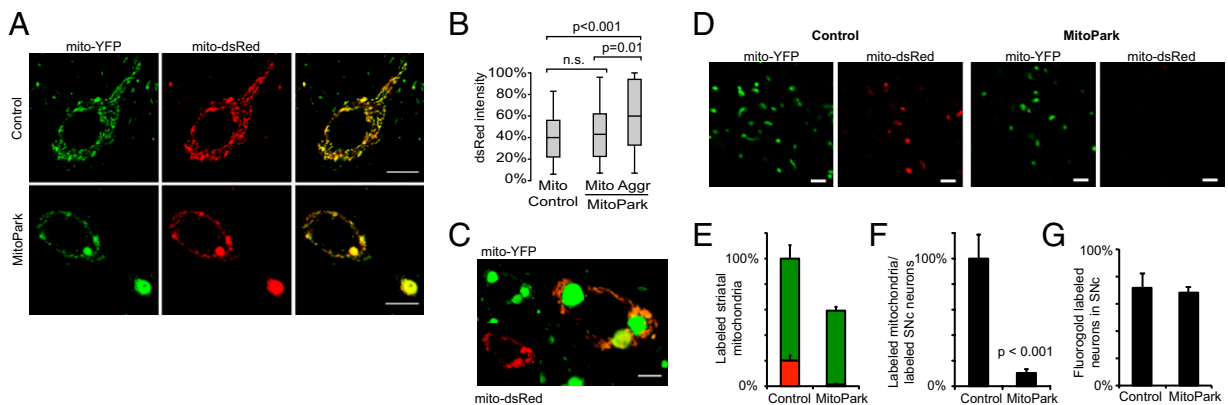 A
mito-YFP
mito-dsRed
Control
MitoPark
B
p<0.001
p=0.01
n.s.
dsRed intensity
100%
80%
60%
40%
20%
0%
Mito
Mito
Aggr
Control
MitoPark
C
mito-YFP
mito-dsRed
D
Control
MitoPark
mito-YFP
mito-dsRed
mito-YFP
mito-dsRed
E
Labeled striatal
mitochondria
100%
0%
Control
MitoPark
F
Labeled mitochondria/
labeled SNc neurons
100%
0%
p < 0.001
Control
MitoPark
G
Fluorogold labeled
neurons in SNc
100%
0%
Control
MitoPark